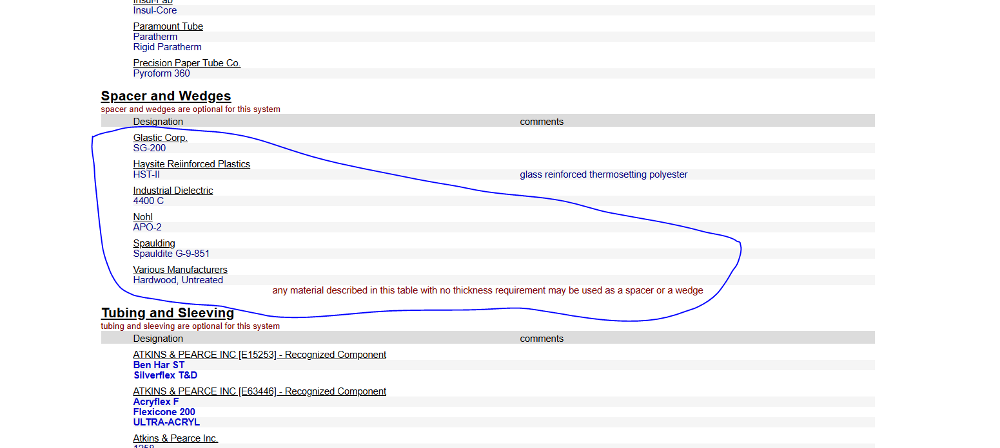 Insul-Fab
Insul-Core
Paramount Tube
Paratherm
Rigid Paratherm
Precision Paper Tube Co.
Pyroform 360
Spacer and Wedges
spacer and wedges are optional for this system
Designation comments
Glastic Corp.
SG-200
Haysite Reiinforced Plastics
HST-II glass reinforced thermosetting polyester
Industrial Dielectric
4400 C
Nohl
APO-2
Spaulding
Spauldite G-9-851
Various Manufacturers
Hardwood, Untreated
any material described in this table with no thickness requirement may be used as a spacer or a wedge
Tubing and Sleeving
tubing and sleeving are optional for this system
Designation comments
ATKINS & PEARCE INC [E15253] - Recognized Component
Ben Har ST
Silverflex T&D
ATKINS & PEARCE INC [E63446] - Recognized Component
Acryflex F
Flexicone 200
ULTRA-ACRYL
Atkins & Pearce Inc.
1258